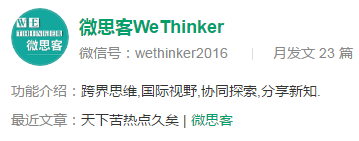 WE
THETHINKER
微思客
微思客WeThinker
微信号：wethinker2016 | 月发文 23 篇
功能介绍：跨界思维,国际视野,协同探索,分享新知.
最近文章：天下苦热点久矣 | 微思客